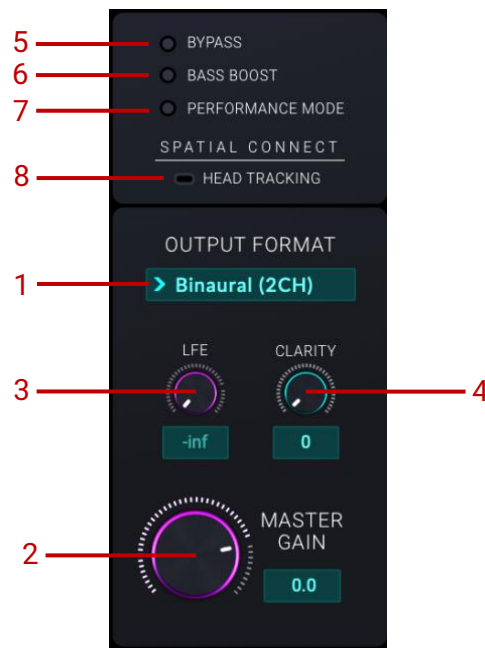 5 BYPASS
6 BASS BOOST
7 PERFORMANCE MODE
SPATIAL CONNECT
8 HEAD TRACKING
OUTPUT FORMAT
1 Binaural (2CH)
LFE CLARITY
3 4
-inf 0
MASTER
GAIN
2
0.0